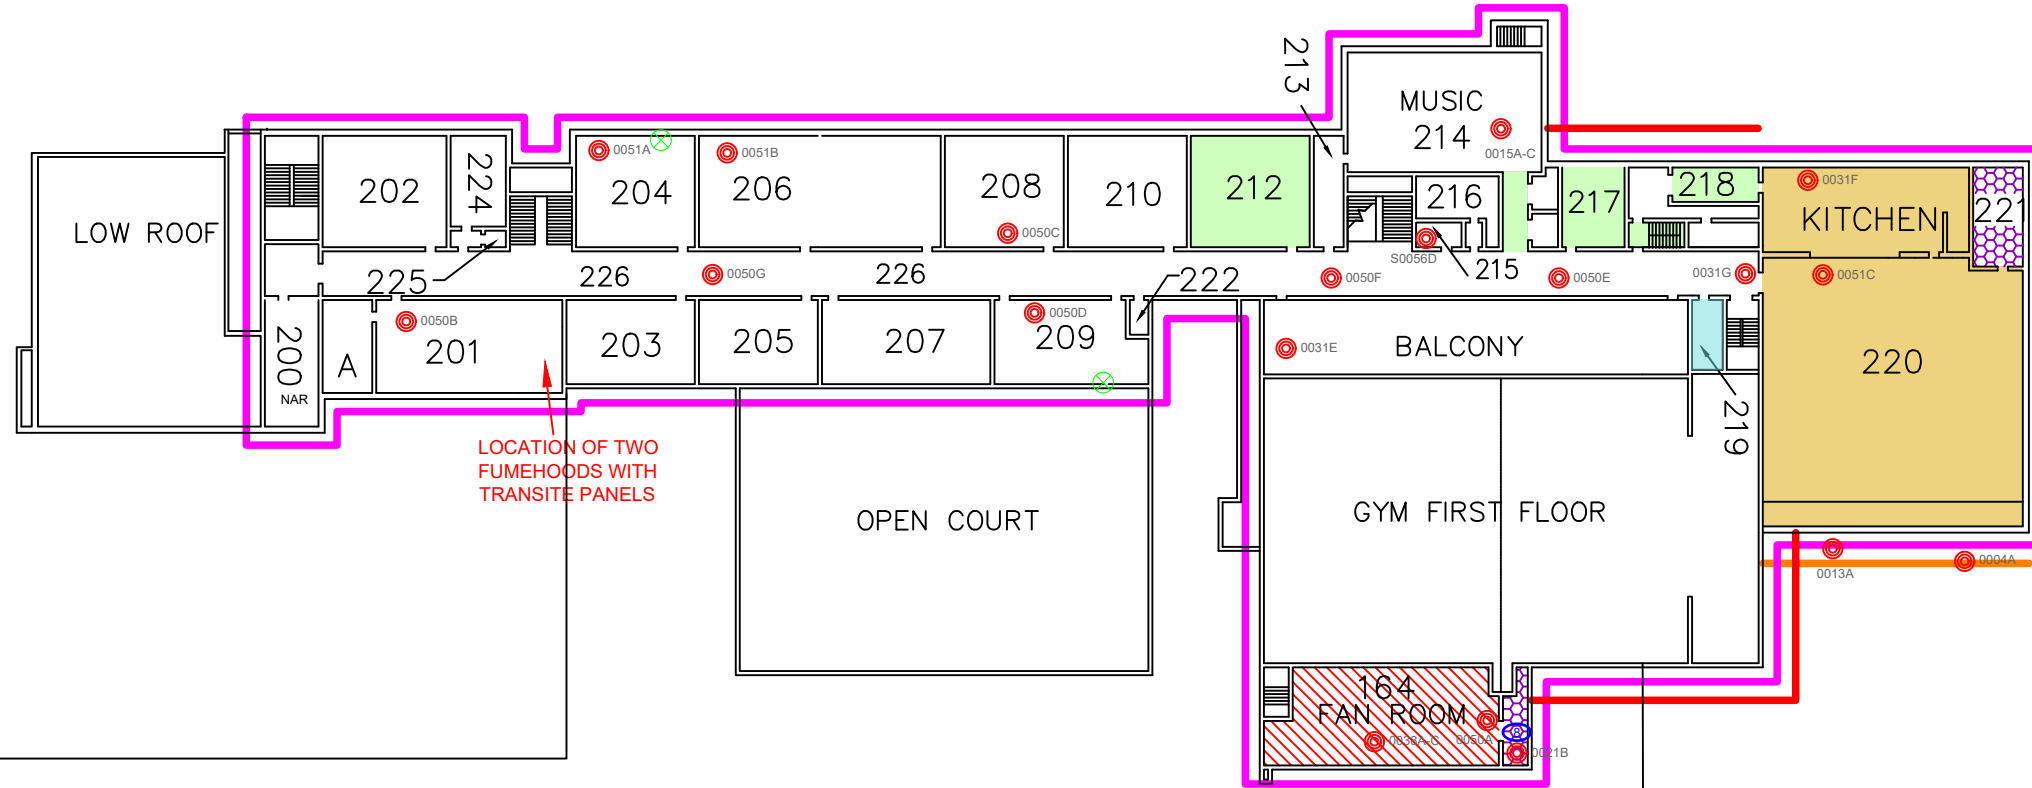 213
MUSIC
214
0015A-C
0051A
0051B
202
224
204
206
208
210
212
216
217
218
0031F
KITCHEN
221
LOW ROOF
0050C
S0056D
225
226
0050G
226
222
0050F
215
0050E
0031G
0051C
200
NAR
A
0050B
201
203
205
207
0050D
209
0031E
BALCONY
220
219
LOCATION OF TWO
FUMEHOODS WITH
TRANSITE PANELS
OPEN COURT
GYM FIRST FLOOR
0013A
0004A
164
FAN ROOM
0038A-C
0050A
8
0021B